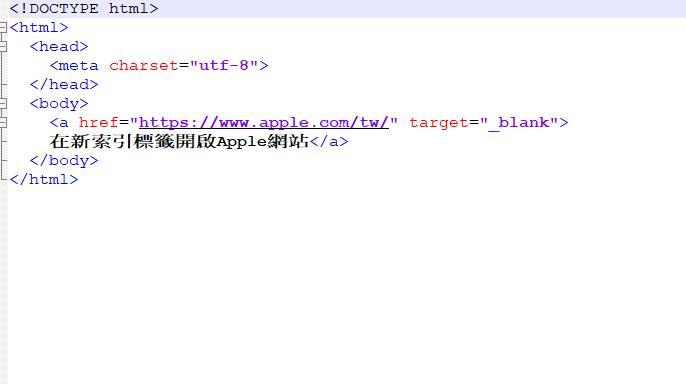 <!DOCTYPE html>
<html>
<head>
<meta charset="utf-8">
</head>
<body>
<a href="https://www.apple.com/tw/" target="_blank">
在新索引標籤開啟Apple網站</a>
</body>
</html>